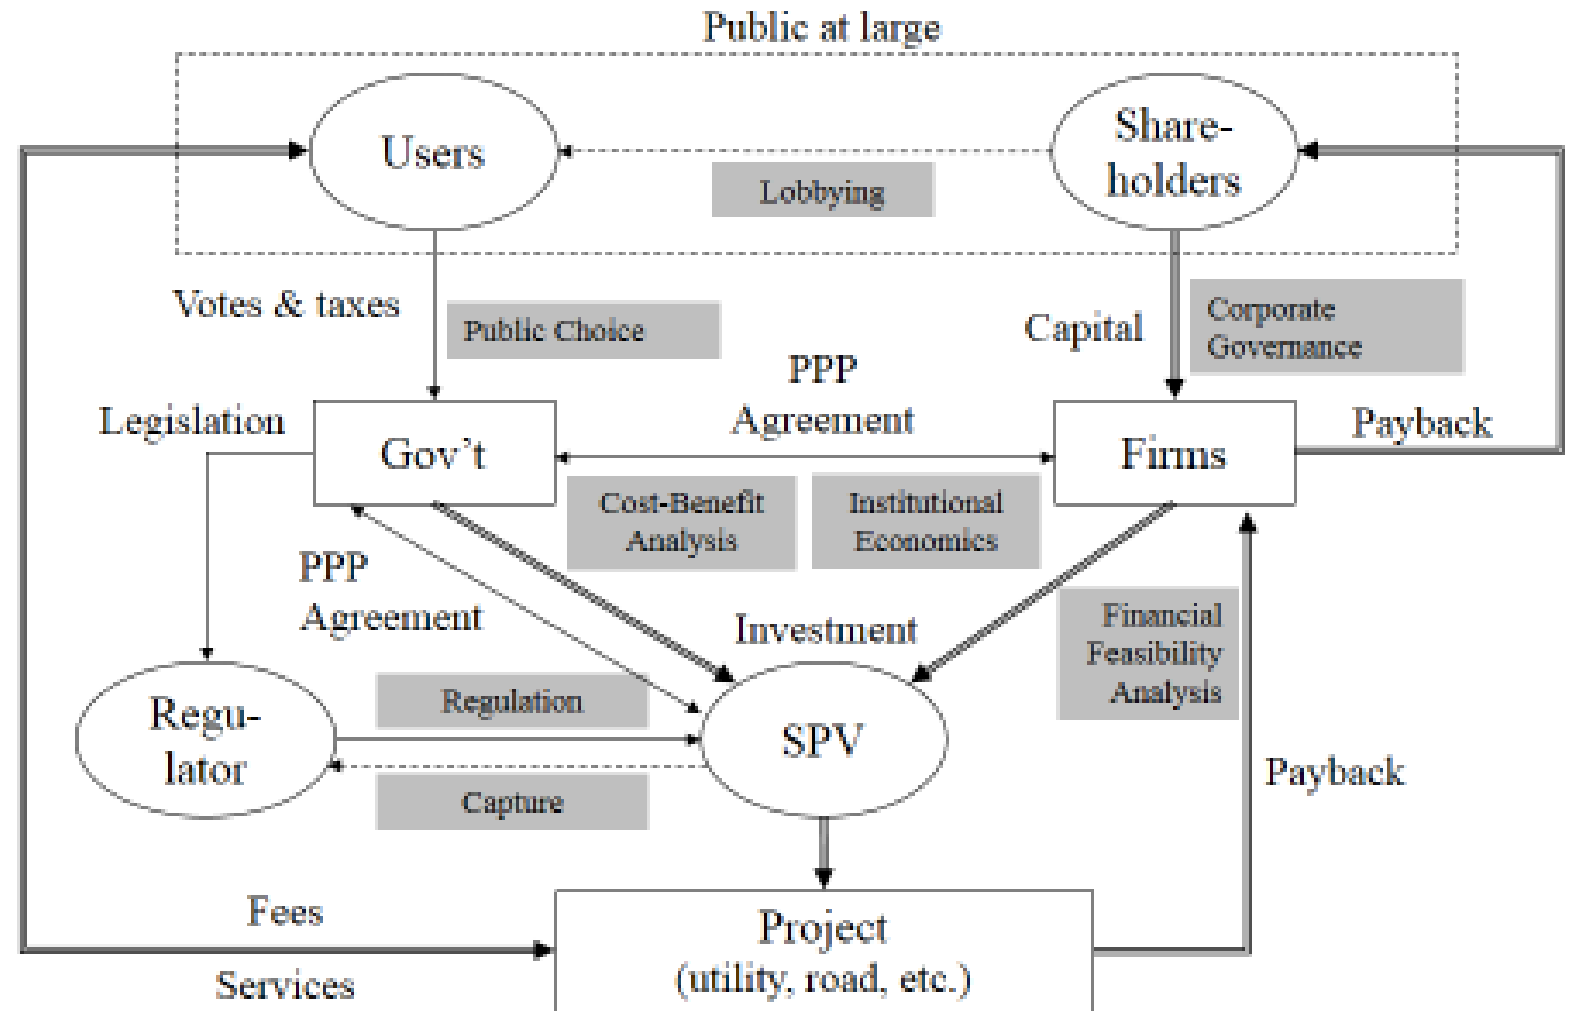 Public at large
Users
Share-
holders
Lobbying
Votes & taxes
Public Choice
Capital
Corporate
Governance
PPP
Agreement
Legislation
Gov't
Firms
Payback
Cost-Benefit
Analysis
Institutional
Economics
PPP
Agreement
Investment
Financial
Feasibility
Analysis
Regu-
lator
Regulation
SPV
Capture
Payback
Fees
Services
Project
(utility, road, etc.)